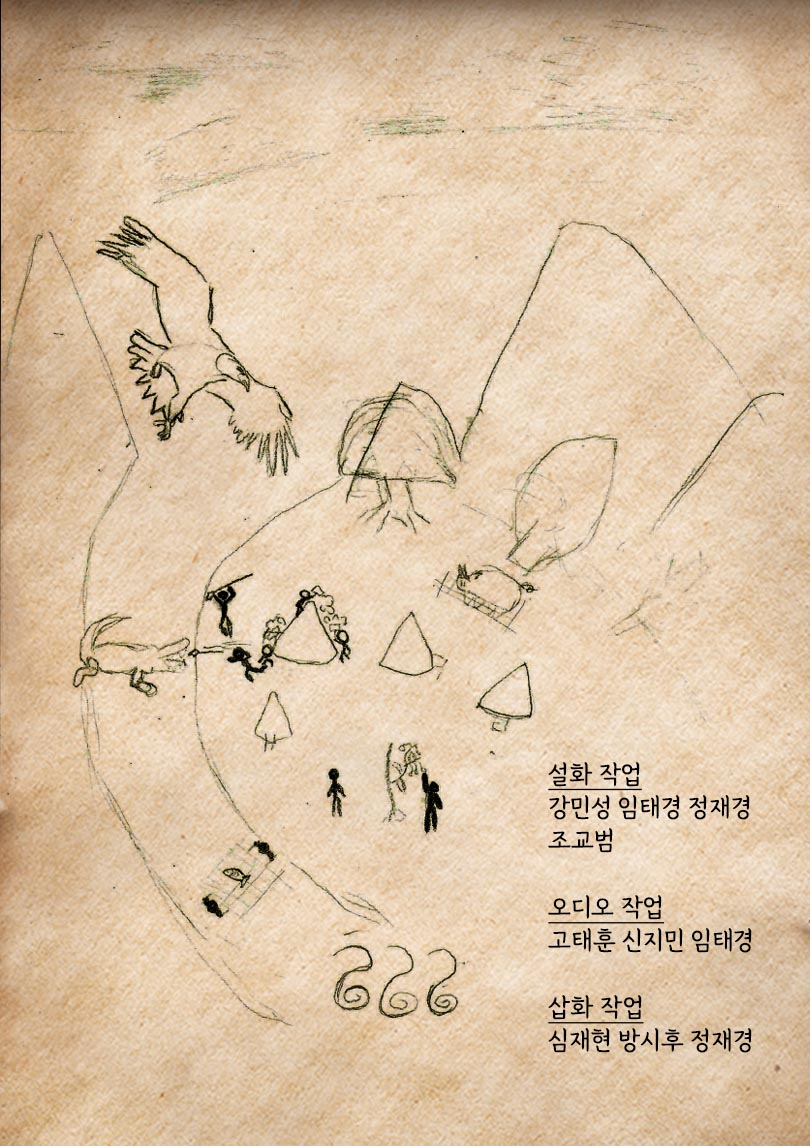 설화 작업
강민성 임태경 정재경
조교범
오디오 작업
고태훈 신지민 임태경
삽화 작업
심재현 방시후 정재경